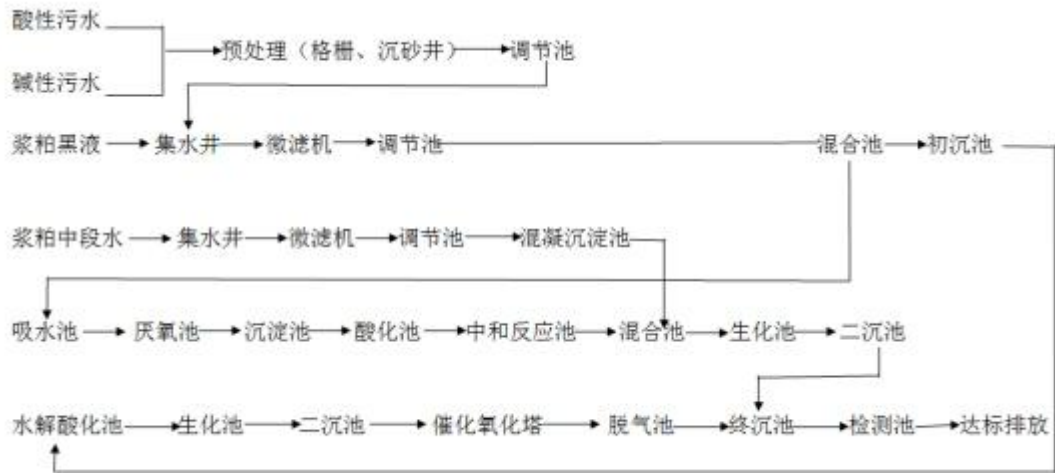 酸性污水
预处理（格栅、沉砂井） 调节池
碱性污水
浆粕黑液 集水井 微滤机 调节池 混合池 初沉池
浆粕中段水 集水井 微滤机 调节池 混凝沉淀池
吸水池 厌氧池 沉淀池 酸化池 中和反应池 混合池 生化池 二沉池
水解酸化池 生化池 二沉池 催化氧化塔 脱气池 终沉池 检测池 达标排放